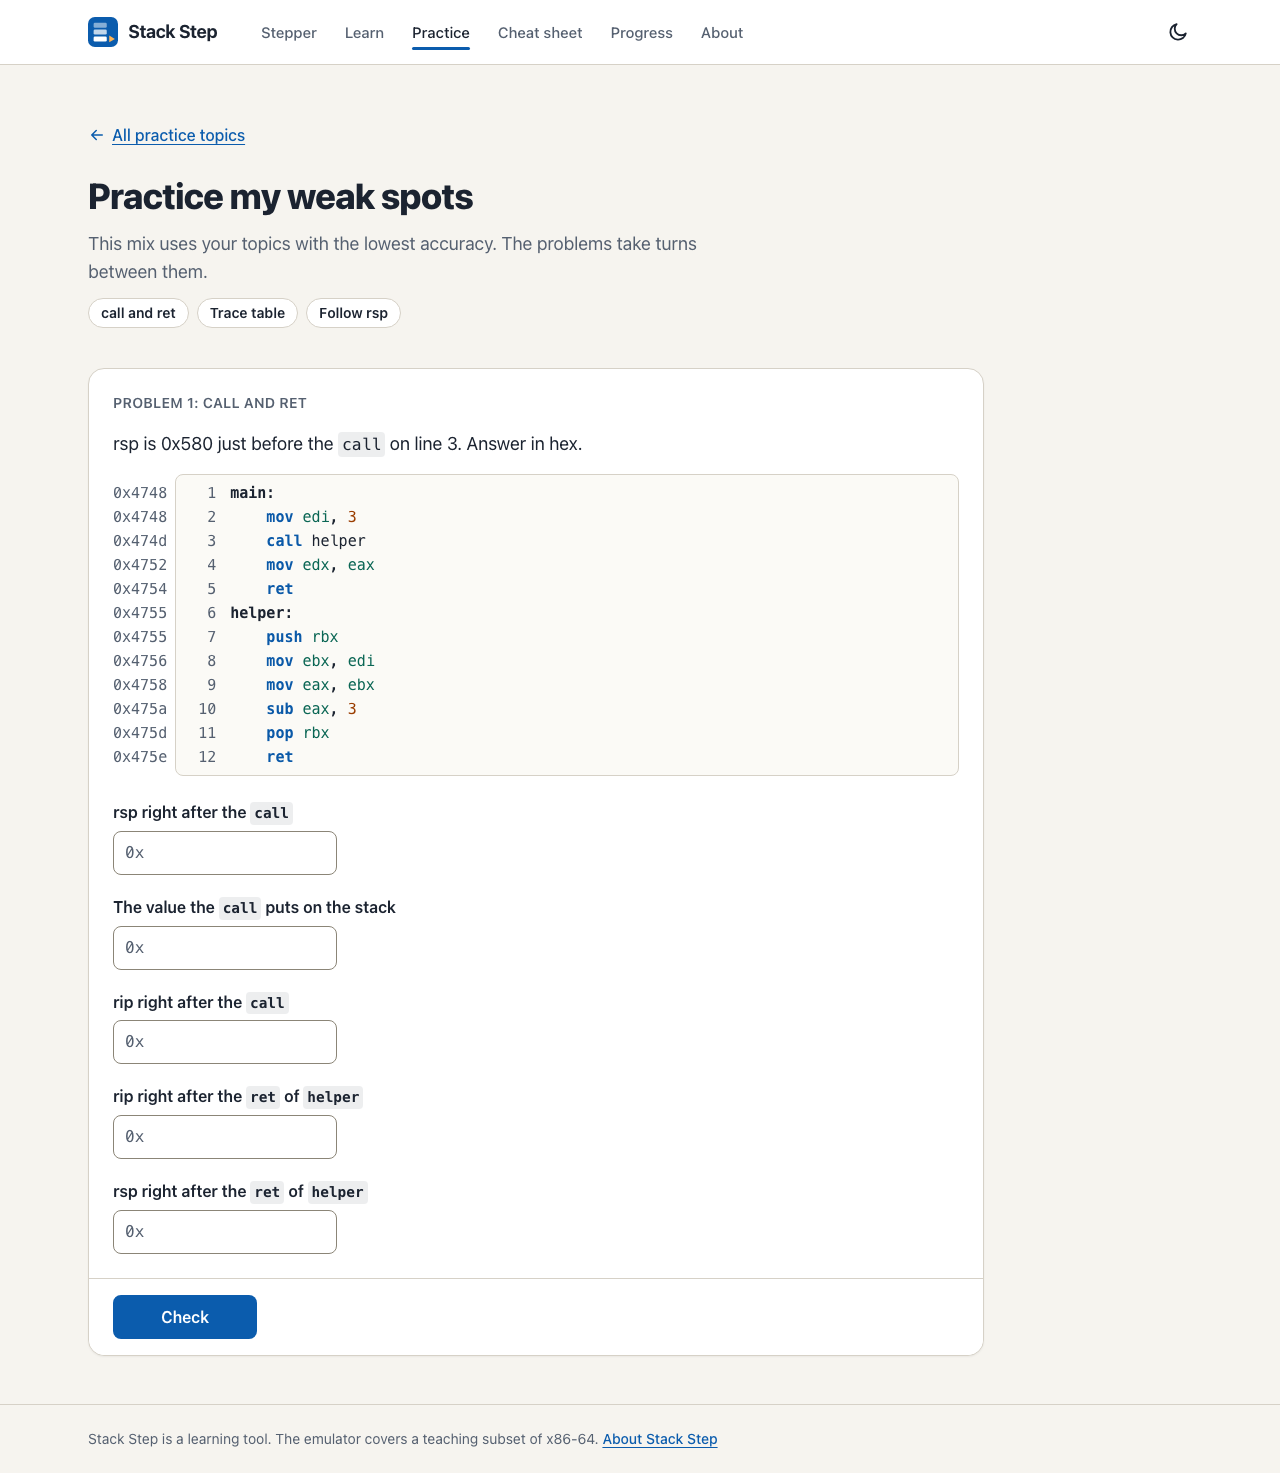 Stack Step
Stepper
Learn
Practice
Cheat sheet
Progress
About
← All practice topics
Practice my weak spots
This mix uses your topics with the lowest accuracy. The problems take turns
between them.
call and ret
Trace table
Follow rsp
PROBLEM 1: CALL AND RET
rsp is 0x580 just before the call on line 3. Answer in hex.
0x4748 1 main:
0x4748 2 mov edi, 3
0x474d 3 call helper
0x4752 4 mov edx, eax
0x4754 5 ret
0x4755 6 helper:
0x4755 7 push rbx
0x4756 8 mov ebx, edi
0x4758 9 mov eax, ebx
0x475a 10 sub eax, 3
0x475d 11 pop rbx
0x475e 12 ret
rsp right after the call
0x
The value the call puts on the stack
0x
rip right after the call
0x
rip right after the ret of helper
0x
rsp right after the ret of helper
0x
Check
Stack Step is a learning tool. The emulator covers a teaching subset of x86-64. About Stack Step